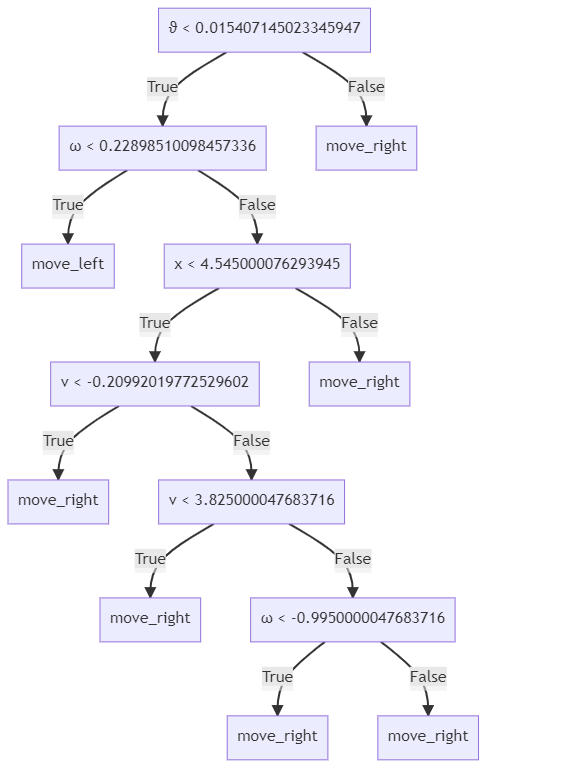 ϑ < 0.015407145023345947
True
False
ω < 0.22898510098457336
move_right
True
False
move_left
x < 4.545000076293945
True
False
v < -0.20992019772529602
move_right
True
False
move_right
v < 3.825000047683716
True
False
move_right
ω < -0.9950000047683716
True
False
move_right
move_right